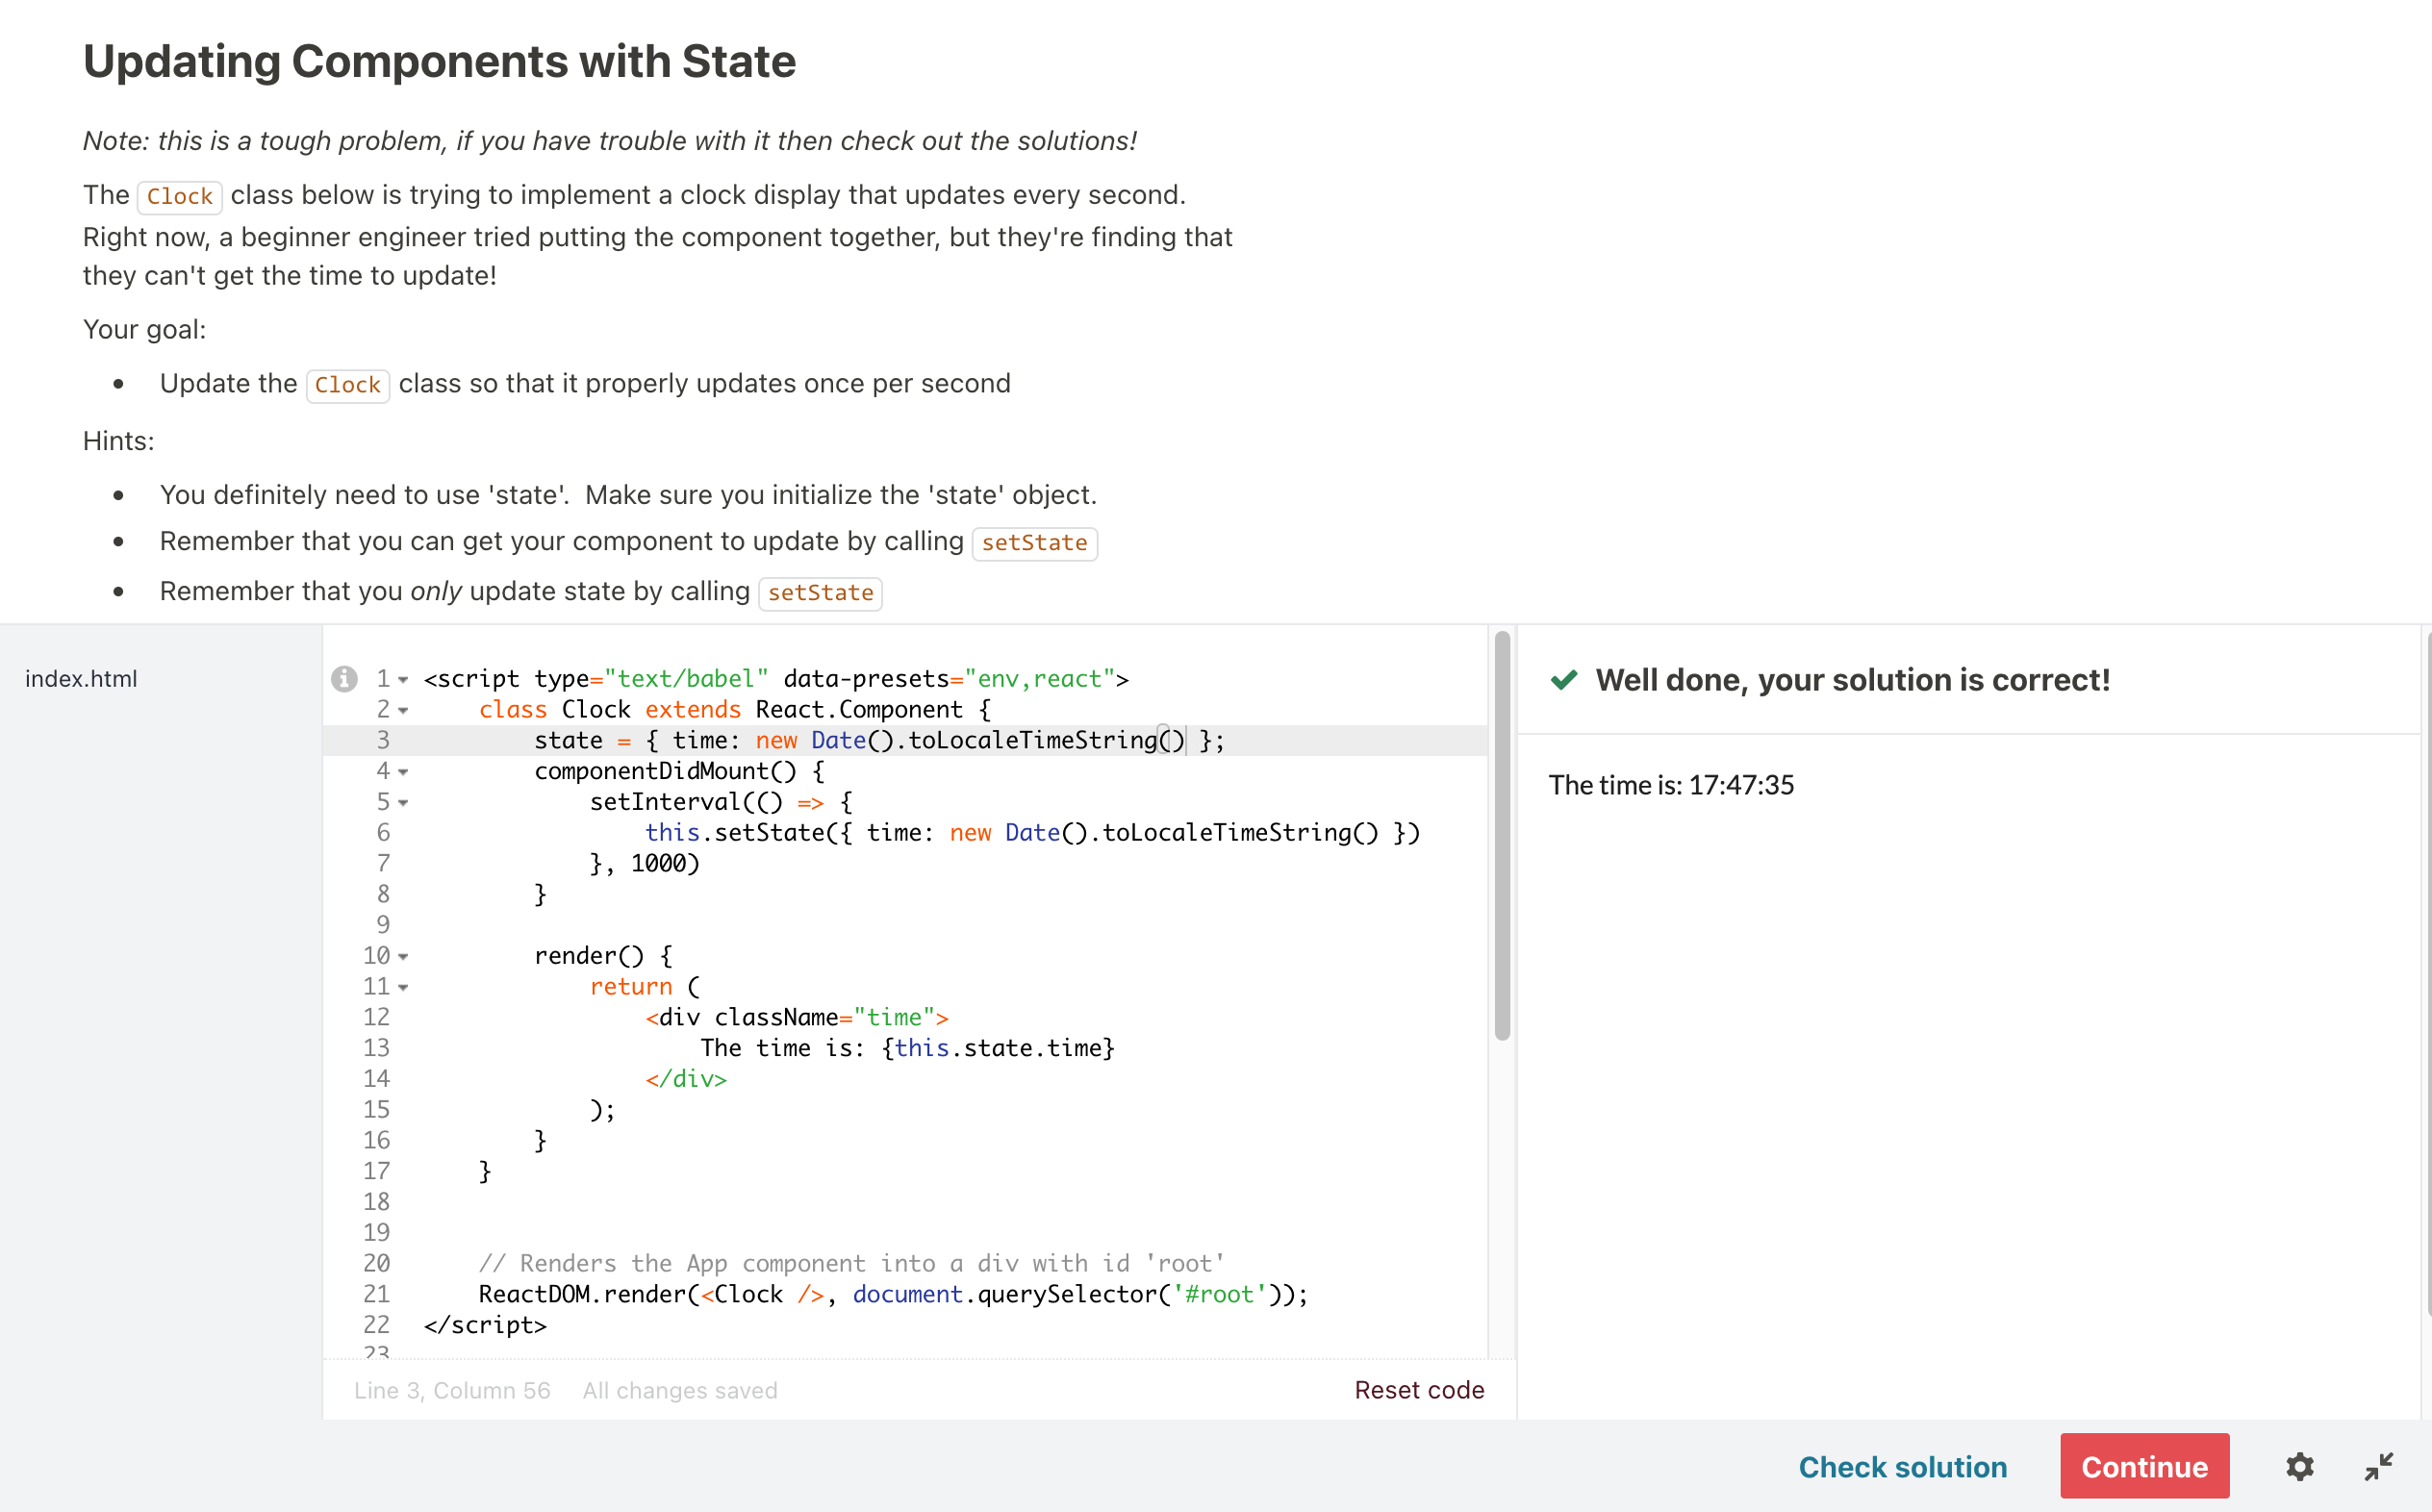 Updating Components with State
Note: this is a tough problem, if you have trouble with it then check out the solutions!
The Clock class below is trying to implement a clock display that updates every second.
Right now, a beginner engineer tried putting the component together, but they're finding that
they can't get the time to update!
Your goal:
• Update the Clock class so that it properly updates once per second
Hints:
• You definitely need to use 'state'.  Make sure you initialize the 'state' object.
• Remember that you can get your component to update by calling setState
• Remember that you only update state by calling setState
index.html
1 <script type="text/babel" data-presets="env,react">
2     class Clock extends React.Component {
3         state = { time: new Date().toLocaleTimeString() };
4         componentDidMount() {
5             setInterval(() => {
6                 this.setState({ time: new Date().toLocaleTimeString() })
7             }, 1000)
8         }
9
10         render() {
11             return (
12                 <div className="time">
13                     The time is: {this.state.time}
14                 </div>
15             );
16         }
17     }
18
19
20     // Renders the App component into a div with id 'root'
21     ReactDOM.render(<Clock />, document.querySelector('#root'));
22 </script>
23
Line 3, Column 56 All changes saved Reset code
Well done, your solution is correct!
The time is: 17:47:35
Check solution Continue